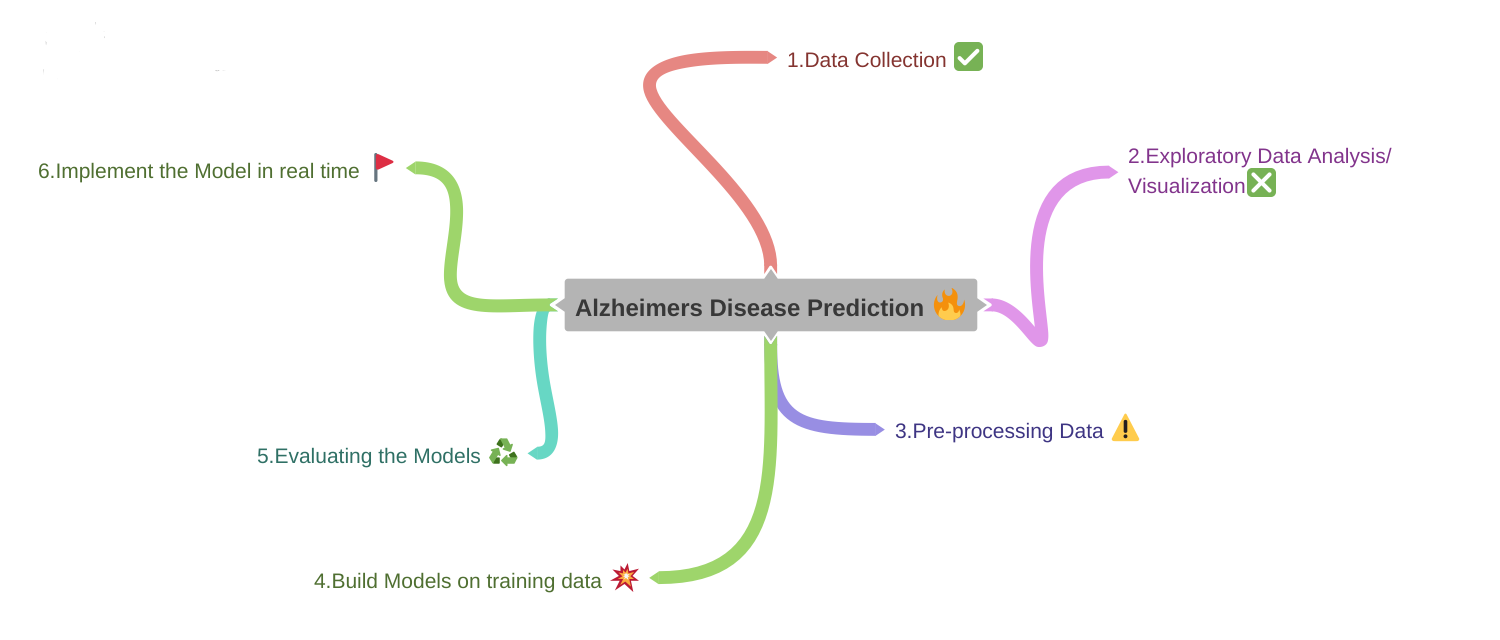 1.Data Collection ✅
2.Exploratory Data Analysis/
Visualization❎
6.Implement the Model in real time 🚩
Alzheimers Disease Prediction 🔥
3.Pre-processing Data ⚠️
5.Evaluating the Models ♻️
4.Build Models on training data 💥